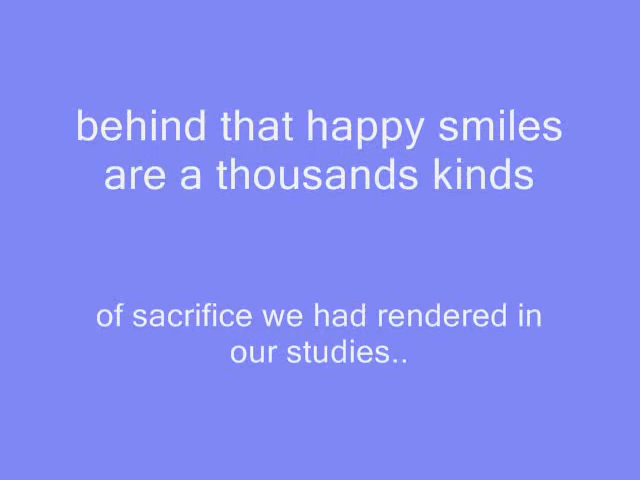 behind that happy smiles
are a thousands kinds
of sacrifice we had rendered in
our studies..